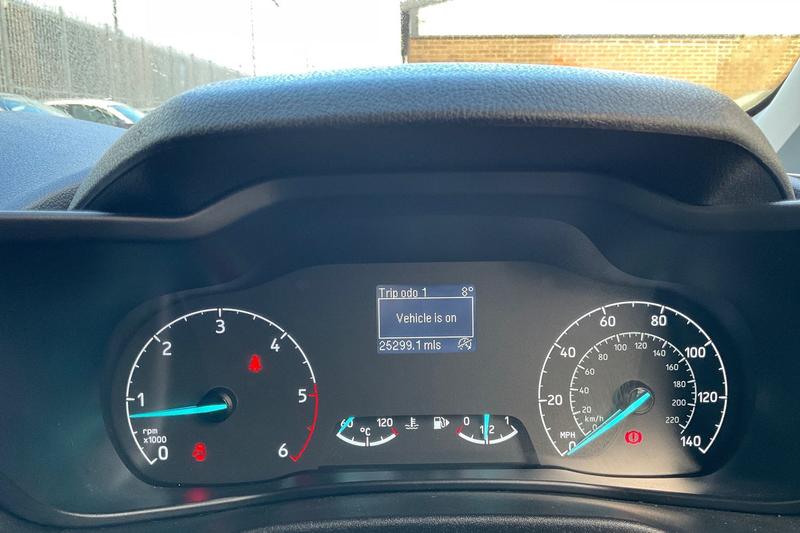 Trip odo 1 8°
Vehicle is on
25299.1 mls
0 1 2 3 4 5 6
rpm
x1000
60 120
°C
0 1/2 1
0 20 40 60 80 100 120 140
MPH
0 20 40 60 80 100 120 140 160 180 200 220
km/h